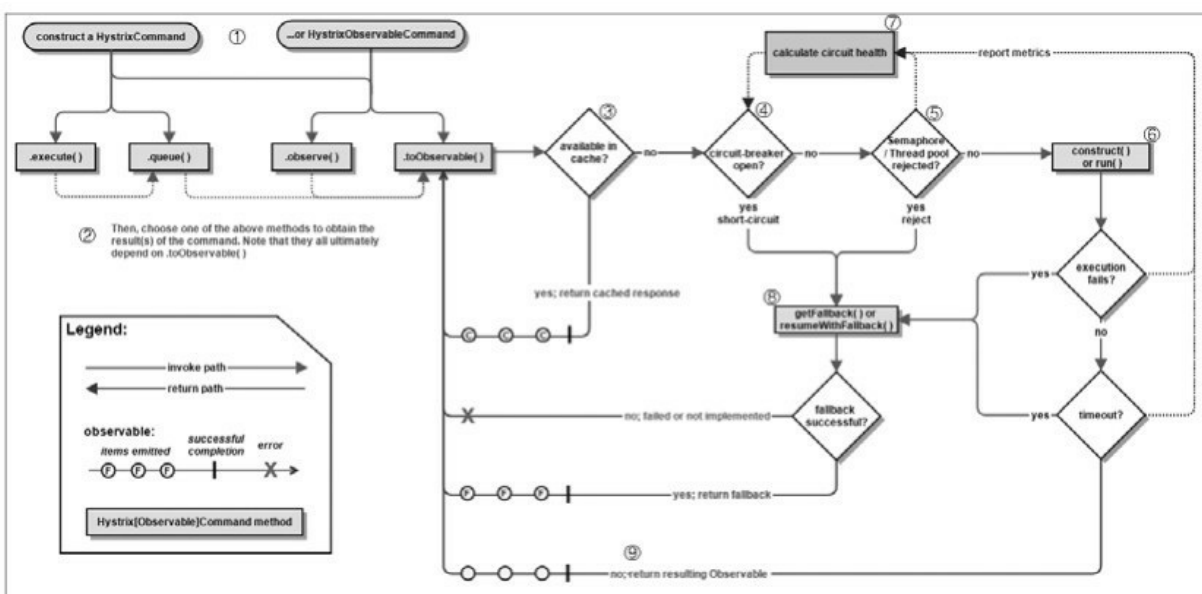 construct a HystrixCommand
①
...or HystrixObservableCommand
⑦
calculate circuit health
report metrics
③
④
⑤
⑥
.execute( )
.queue( )
.observe( )
.toObservable( )
available in
cache?
no
circuit-breaker
open?
no
Semaphore
/ Thread pool
rejected?
no
construct( )
or run( )
yes
short-circuit
yes
reject
②
Then, choose one of the above methods to obtain the
result(s) of the command. Note that they all ultimately
depend on .toObservable( )
yes; return cached response
C C C
yes
execution
fails?
no
⑧
getFallback( ) or
resumeWithFallback( )
X
no; failed or not implemented
fallback
successful?
yes
timeout?
F F F
yes; return fallback
⑨
no; return resulting Observable
Legend:
invoke path
return path
observable:
items emitted
successful
completion
error
F F F
X
Hystrix[Observable]Command method